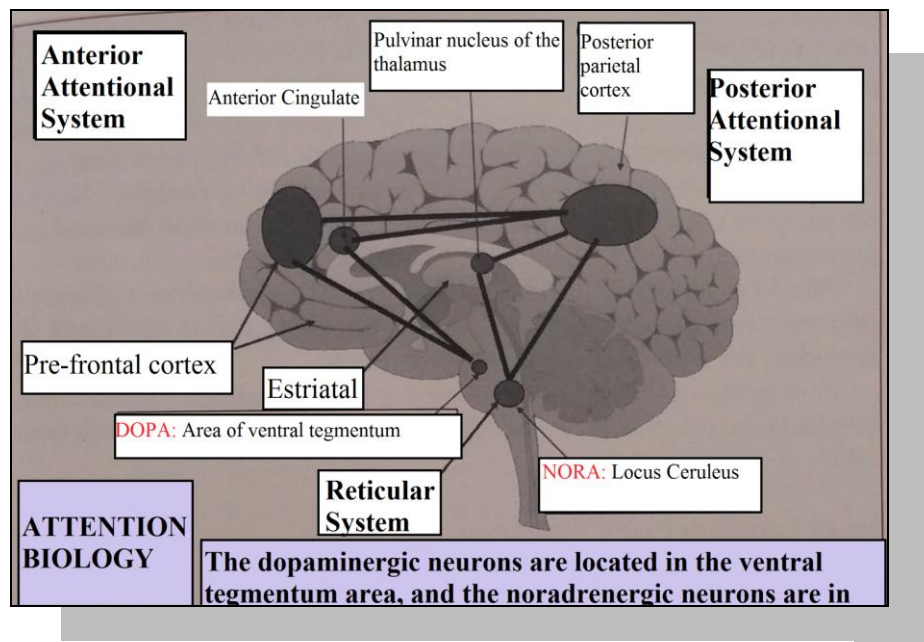 Anterior
Attentional
System
Anterior Cingulate
Pulvinar nucleus of the
thalamus
Posterior
parietal
cortex
Posterior
Attentional
System
Pre-frontal cortex
Estriatal
DOPA: Area of ventral tegmentum
Reticular
System
NORA: Locus Ceruleus
ATTENTION
BIOLOGY
The dopaminergic neurons are located in the ventral
tegmentum area, and the noradrenergic neurons are in